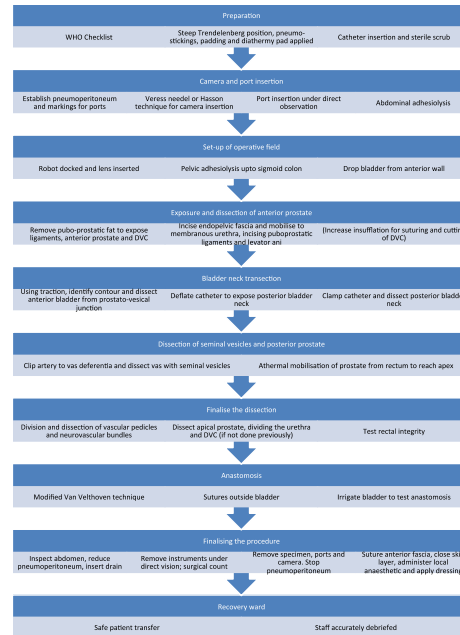 Preparation
WHO Checklist
Steep Trendelenberg position, pneumo-
stickings, padding and diathermy pad applied
Catheter insertion and sterile scrub
Camera and port insertion
Establish pneumoperitoneum
and markings for ports
Veress needel or Hasson
technique for camera insertion
Port insertion under direct
observation
Abdominal adhesiolysis
Set-up of operative field
Robot docked and lens inserted
Pelvic adhesiolysis upto sigmoid colon
Drop bladder from anterior wall
Exposure and dissection of anterior prostate
Remove pubo-prostatic fat to expose
ligaments, anterior prostate and DVC
Incise endopelvic fascia and mobilise to
membranous urethra, incising puboprostatic
ligaments and levator ani
(Increase insufflation for suturing and
of DVC)
Bladder neck transection
Using traction, identify contour and dissect
anterior bladder from prostato-vesical
junction
Deflate catheter to expose posterior bladder
neck
Clamp catheter and dissect posterior
neck
Dissection of seminal vesicles and posterior prostate
Clip artery to vas deferentia and dissect vas with seminal vesicles
Athermal mobilisation of prostate from rectum to reach apex
Finalise the dissection
Division and dissection of vascular pedicles
and neurovascular bundles
Dissect apical prostate, dividing the urethra
and DVC (if not done previously)
Test rectal integrity
Anastomosis
Modified Van Velthoven technique
Sutures outside bladder
Irrigate bladder to test anastomosis
Finalising the procedure
Inspect abdomen, reduce
pneumoperitoneum, insert drain
Remove instruments under
direct vision; surgical count
Remove specimen, ports and
camera. Stop
pneumoperitoneum
Suture anterior fascia, close
layer, administer local
anaesthetic and apply
Recovery ward
Safe patient transfer
Staff accurately debriefed